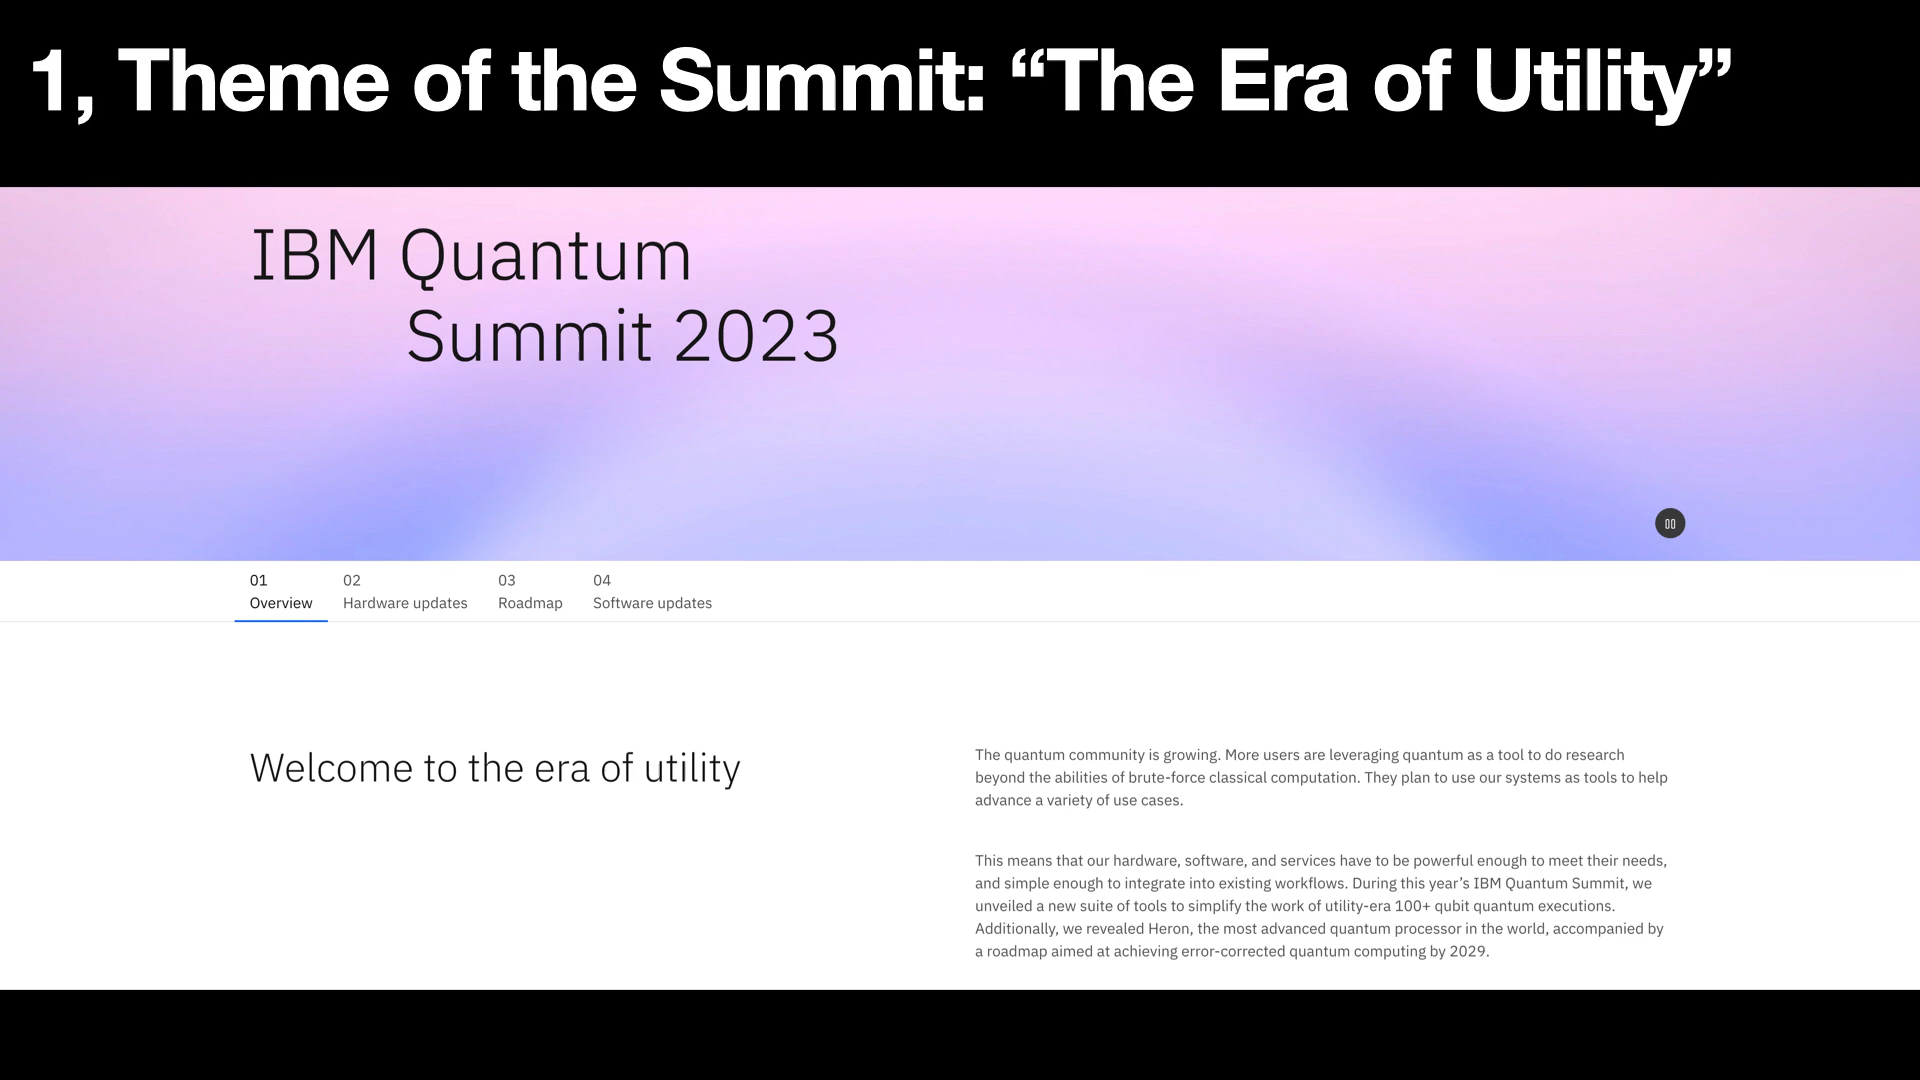 1, Theme of the Summit: “The Era of Utility”
IBM Quantum
Summit 2023
01
Overview
02
Hardware updates
03
Roadmap
04
Software updates
Welcome to the era of utility
The quantum community is growing. More users are leveraging quantum as a tool to do research
beyond the abilities of brute-force classical computation. They plan to use our systems as tools to help
advance a variety of use cases.
This means that our hardware, software, and services have to be powerful enough to meet their needs,
and simple enough to integrate into existing workflows. During this year’s IBM Quantum Summit, we
unveiled a new suite of tools to simplify the work of utility-era 100+ qubit quantum executions.
Additionally, we revealed Heron, the most advanced quantum processor in the world, accompanied by
a roadmap aimed at achieving error-corrected quantum computing by 2029.